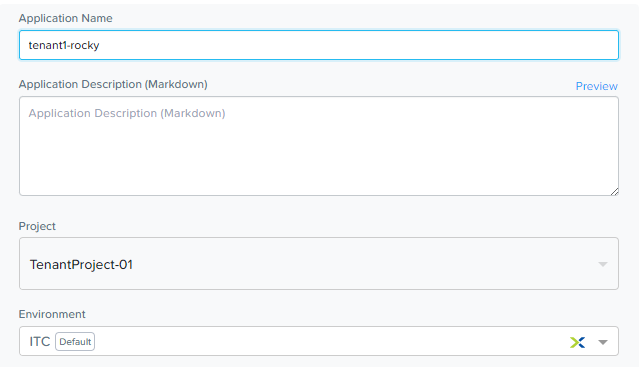 Application Name
tenant1-rocky
Application Description (Markdown)
Preview
Application Description (Markdown)
Project
TenantProject-01
Environment
ITC Default